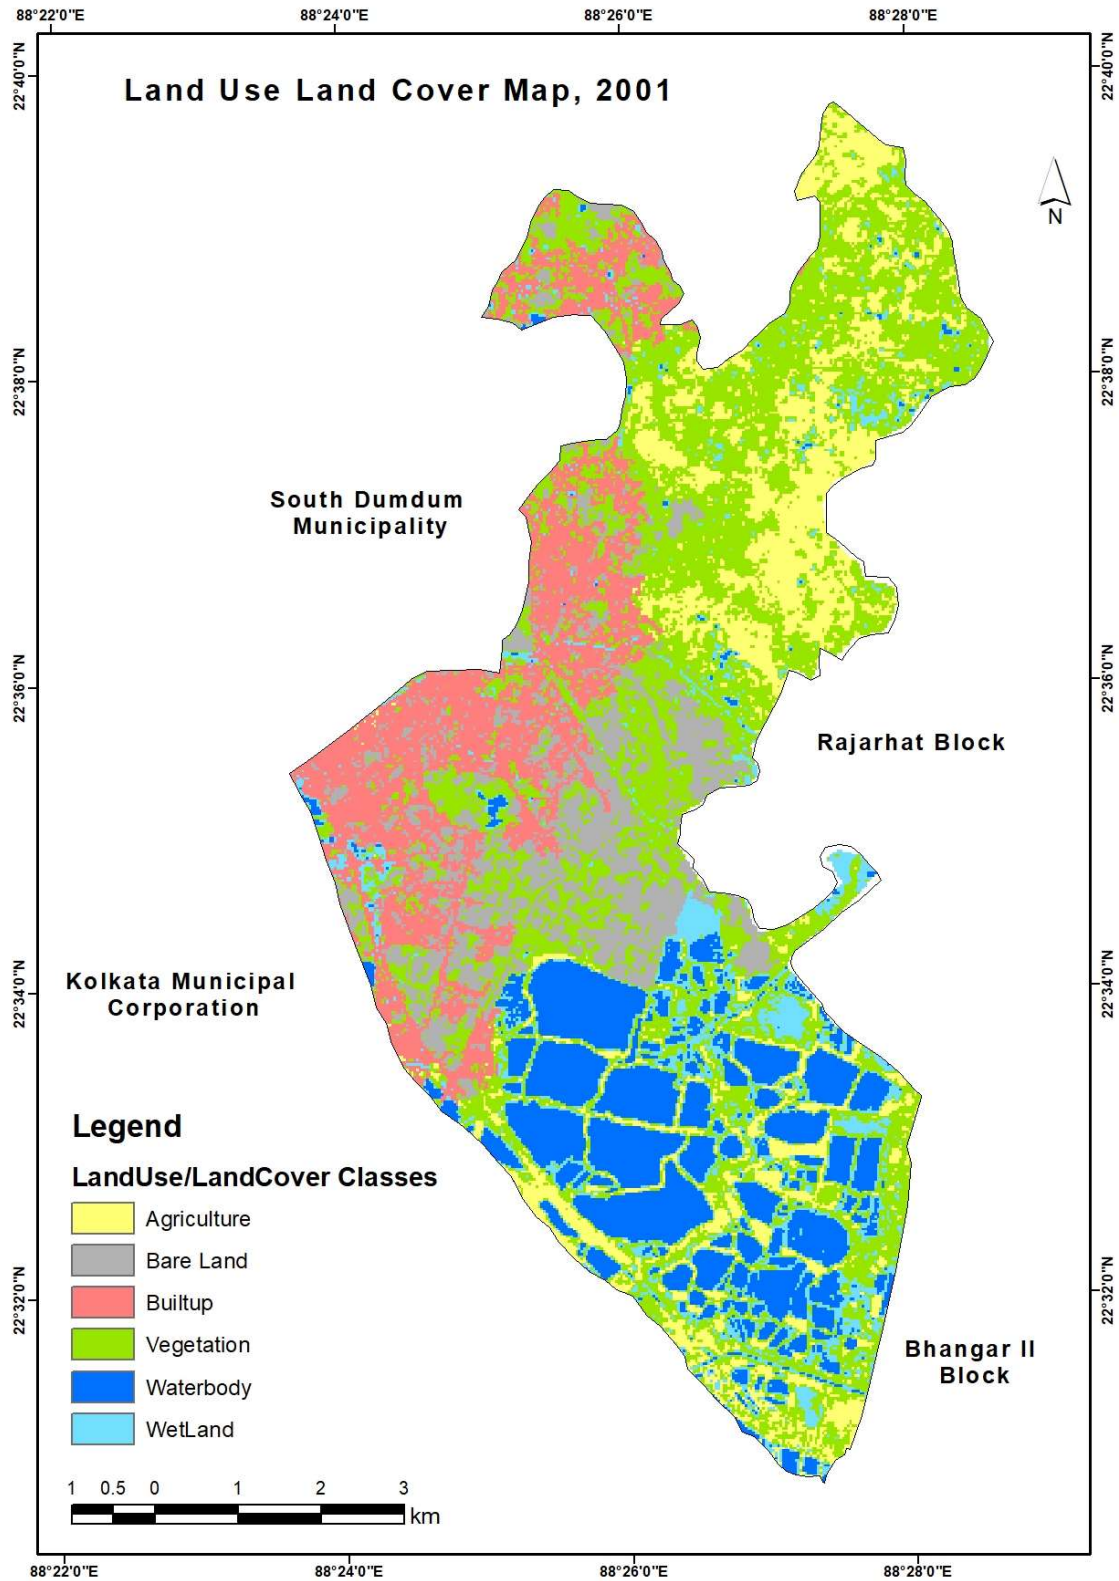 88°22'0"E 88°24'0"E 88°26'0"E 88°28'0"E
22°40'0"N 22°40'0"N
Land Use Land Cover Map, 2001
N
22°38'0"N 22°38'0"N
South Dumdum
Municipality
22°36'0"N 22°36'0"N
Rajarhat Block
Kolkata Municipal
Corporation
22°34'0"N 22°34'0"N
Legend
LandUse/LandCover Classes
Agriculture
Bare Land
Builtup
Vegetation
Waterbody
WetLand
22°32'0"N 22°32'0"N
Bhangar II
Block
1 0.5 0 1 2 3
km
88°22'0"E 88°24'0"E 88°26'0"E 88°28'0"E